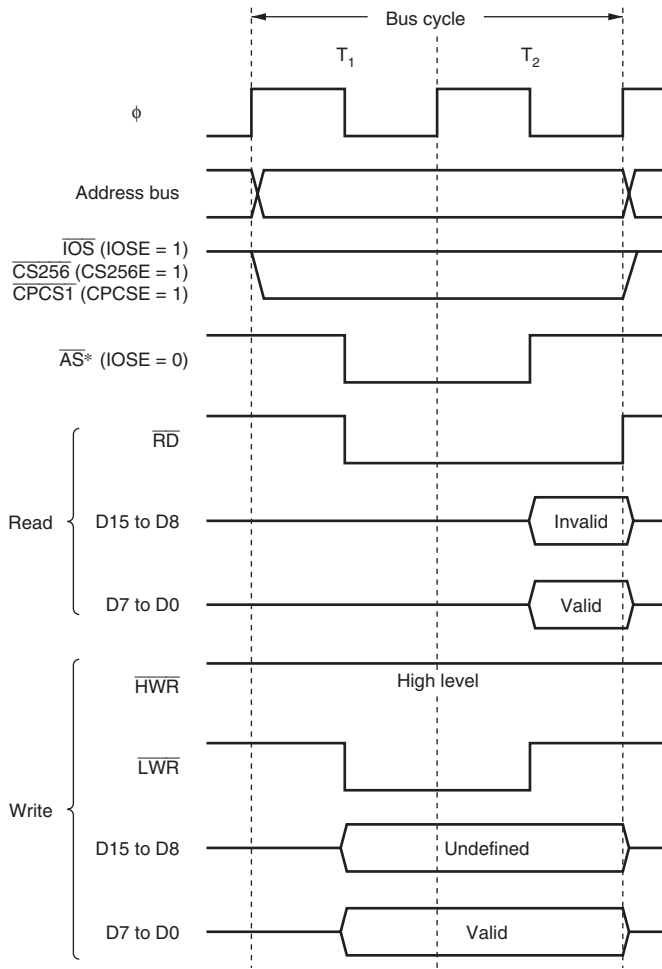 Bus cycle
T1
T2
ϕ
Address bus
IOS (IOSE = 1)
CS256 (CS256E = 1)
CPCS1 (CPCSE = 1)
AS* (IOSE = 0)
RD
Read
D15 to D8
Invalid
D7 to D0
Valid
HWR
High level
LWR
Write
D15 to D8
Undefined
D7 to D0
Valid